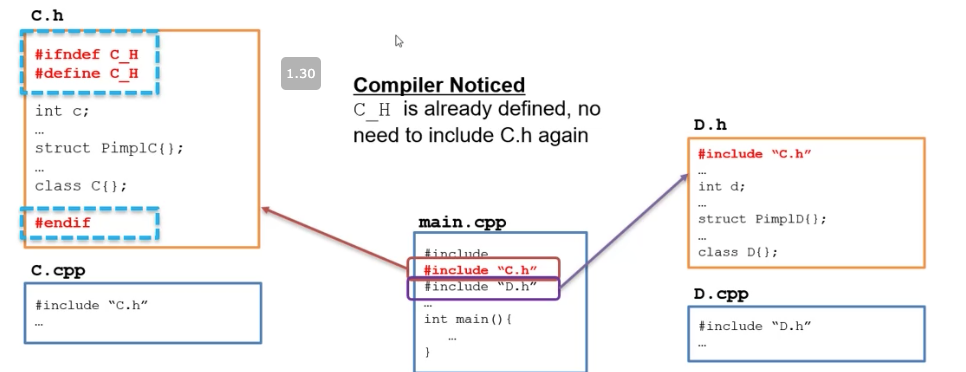 C.h
#ifndef C_H
#define C_H
int c;
…
struct PimplC{};
…
class C{};
#endif
C.cpp
#include “C.h”
…
1.30
Compiler Noticed
C_H is already defined, no
need to include C.h again
main.cpp
#include
#include “C.h”
#include “D.h”
…
int main(){
…
}
D.h
#include “C.h”
…
int d;
…
struct PimplD{};
…
class D{};
D.cpp
#include “D.h”
…